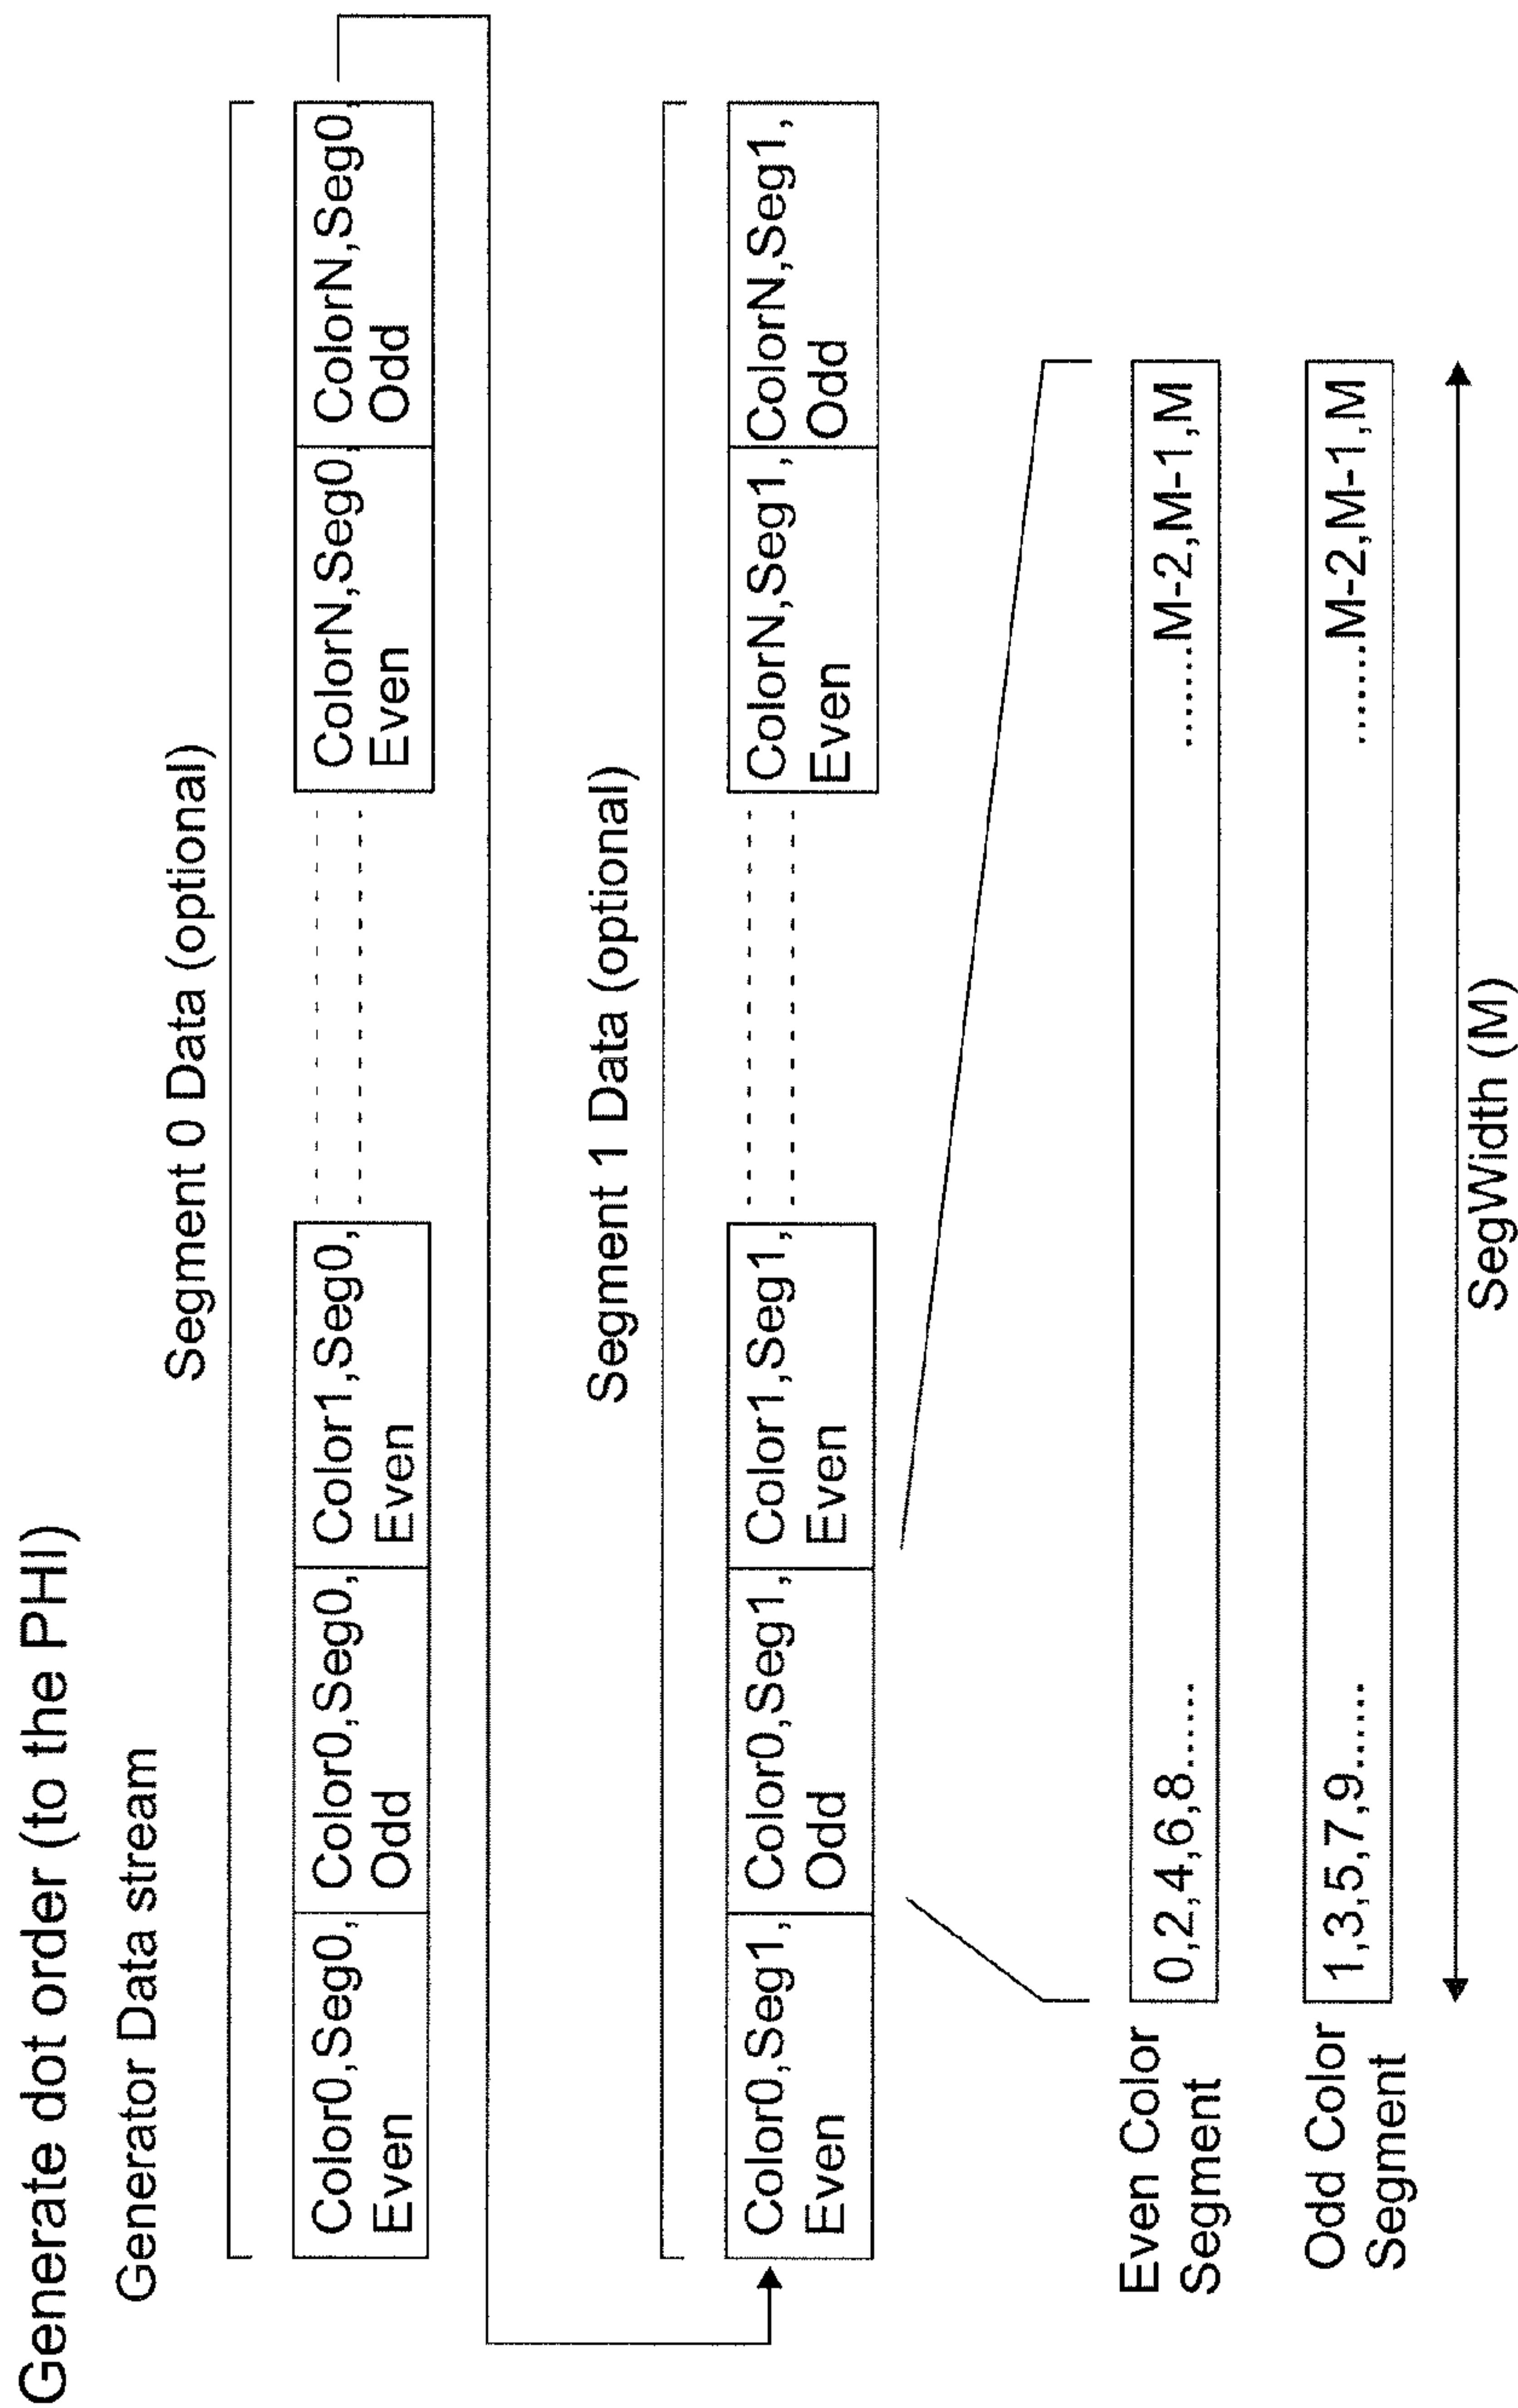 Generate dot order (to the PHI)
Generator Data stream
Segment 0 Data (optional)
Color0,Seg0,
Even
Color0,Seg0,
Odd
Color1,Seg0,
Even
ColorN,Seg0,
Even
ColorN,Seg0,
Odd
Segment 1 Data (optional)
Color0,Seg1,
Even
Color0,Seg1,
Odd
Color1,Seg1,
Even
ColorN,Seg1,
Even
ColorN,Seg1,
Odd
Even Color
Segment
0,2,4,6,8......
.......M-2,M-1,M
Odd Color
Segment
1,3,5,7,9......
.......M-2,M-1,M
SegWidth (M)